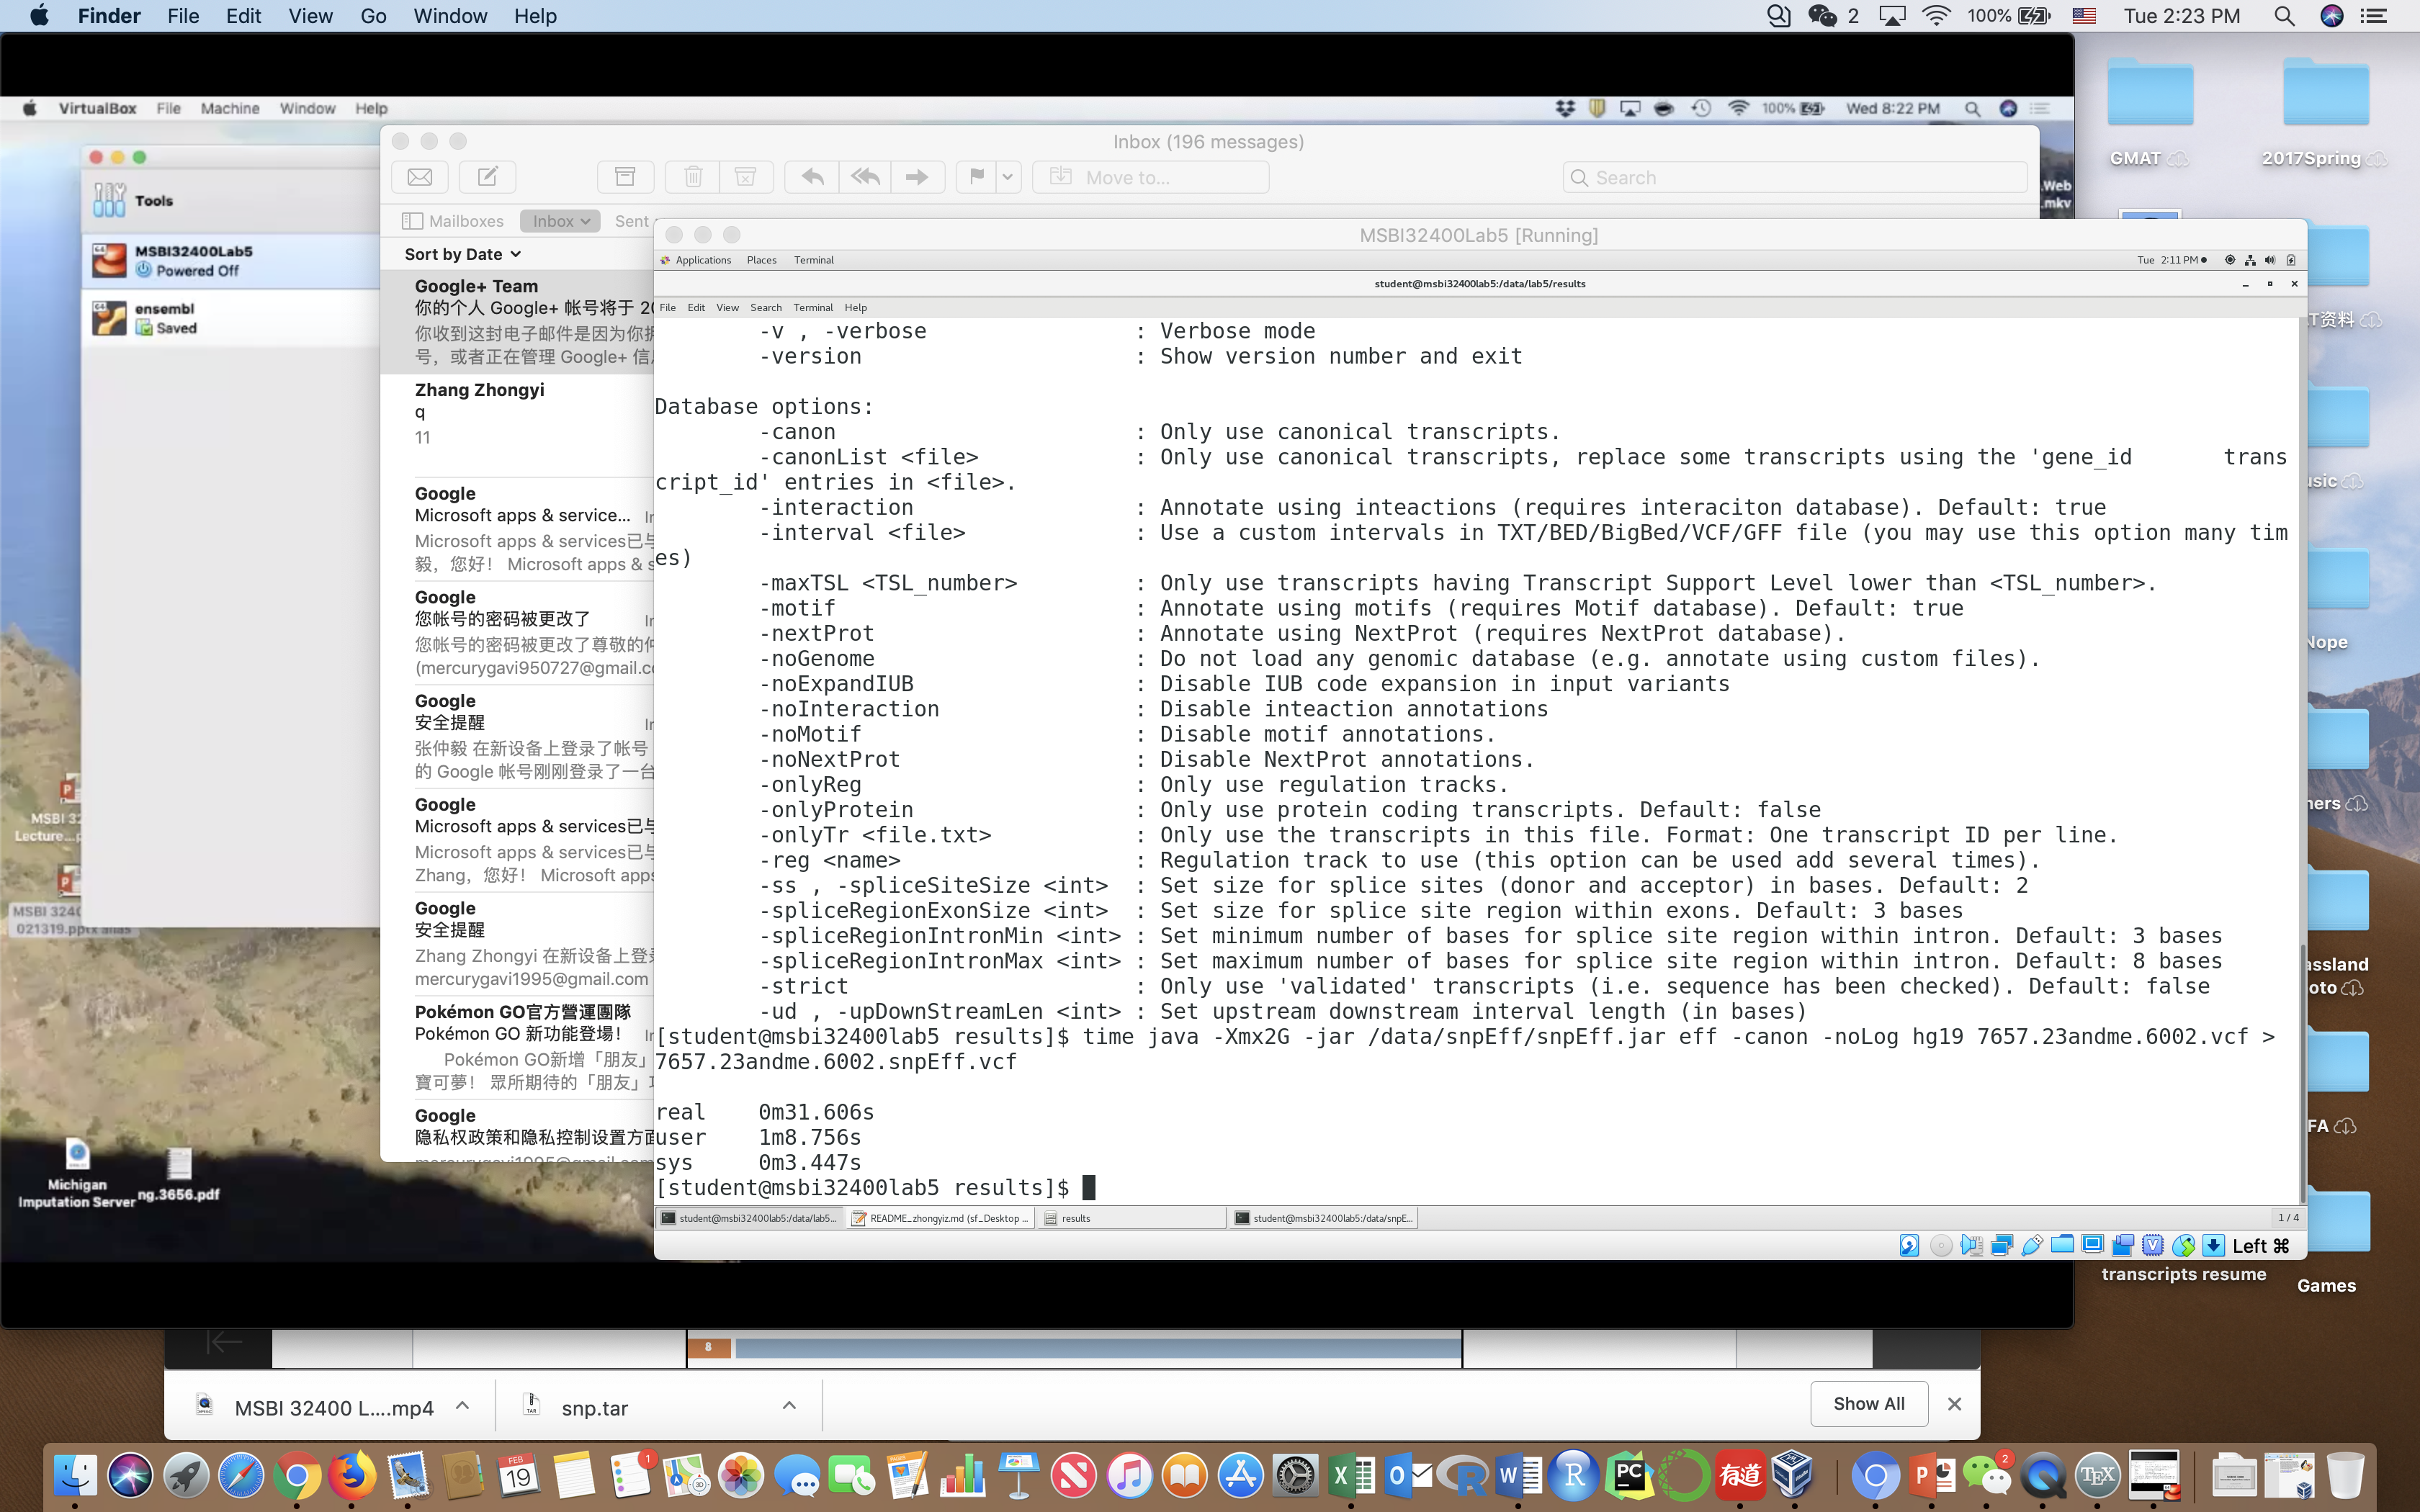 Finder File Edit View Go Window Help
2 100% Tue 2:23 PM
VirtualBox File Machine Window Help
100% Wed 8:22 PM
Tools
MSBI32400Lab5
Powered Off
ensembl
Saved
Lecture...
021319.pptx alias
Michigan
Imputation Server
ng.3656.pdf
.Web
.mkv
Inbox (196 messages)
Move to...
Search
Mailboxes Inbox Sent
Sort by Date
Google+ Team
你的个人 Google+ 帐号将于 20
你收到这封电子邮件是因为你拥
号，或者正在管理 Google+ 信
Zhang Zhongyi
q
11
Google
Microsoft apps & service...
Microsoft apps & services已与
毅，您好！ Microsoft apps & s
Google
您帐号的密码被更改了
您帐号的密码被更改了尊敬的仲
(mercurygavi950727@gmail.co
Google
安全提醒
张仲毅 在新设备上登录了帐号
的 Google 帐号刚刚登录了一台
Google
Microsoft apps & services已与
Microsoft apps & services已与
Zhang，您好！ Microsoft apps
Google
安全提醒
Zhang Zhongyi 在新设备上登录
mercurygavi1995@gmail.com
Pokémon GO官方營運團隊
Pokémon GO 新功能登場！
Pokémon GO新增「朋友」
寶可夢！ 眾所期待的「朋友」功
Google
隐私权政策和隐私控制设置方面
MSBI32400Lab5 [Running]
Applications Places Terminal
Tue 2:11 PM
student@msbi32400lab5:/data/lab5/results
File Edit View Search Terminal Help
-v , -verbose : Verbose mode
-version : Show version number and exit
Database options:
-canon : Only use canonical transcripts.
-canonList <file> : Only use canonical transcripts, replace some transcripts using the 'gene_id trans
cript_id' entries in <file>.
-interaction : Annotate using inteactions (requires interaciton database). Default: true
-interval <file> : Use a custom intervals in TXT/BED/BigBed/VCF/GFF file (you may use this option many tim
es)
-maxTSL <TSL_number> : Only use transcripts having Transcript Support Level lower than <TSL_number>.
-motif : Annotate using motifs (requires Motif database). Default: true
-nextProt : Annotate using NextProt (requires NextProt database).
-noGenome : Do not load any genomic database (e.g. annotate using custom files).
-noExpandIUB : Disable IUB code expansion in input variants
-noInteraction : Disable inteaction annotations
-noMotif : Disable motif annotations.
-noNextProt : Disable NextProt annotations.
-onlyReg : Only use regulation tracks.
-onlyProtein : Only use protein coding transcripts. Default: false
-onlyTr <file.txt> : Only use the transcripts in this file. Format: One transcript ID per line.
-reg <name> : Regulation track to use (this option can be used add several times).
-ss , -spliceSiteSize <int> : Set size for splice sites (donor and acceptor) in bases. Default: 2
-spliceRegionExonSize <int> : Set size for splice site region within exons. Default: 3 bases
-spliceRegionIntronMin <int> : Set minimum number of bases for splice site region within intron. Default: 3 bases
-spliceRegionIntronMax <int> : Set maximum number of bases for splice site region within intron. Default: 8 bases
-strict : Only use 'validated' transcripts (i.e. sequence has been checked). Default: false
-ud , -upDownStreamLen <int> : Set upstream downstream interval length (in bases)
[student@msbi32400lab5 results]$ time java -Xmx2G -jar /data/snpEff/snpEff.jar eff -canon -noLog hg19 7657.23andme.6002.vcf >
7657.23andme.6002.snpEff.vcf
real 0m31.606s
user 1m8.756s
sys 0m3.447s
[student@msbi32400lab5 results]$
student@msbi32400lab5:/data/lab5... README_zhongyiz.md (sf_Desktop ... results student@msbi32400lab5:/data/snpE... 1 / 4
Left ⌘
GMAT
2017Spring
T资料
usic
Nope
hers
assland
oto
FA
transcripts resume
Games
8
MSBI 32400 L....mp4
snp.tar
Show All
FEB
19
1
有道
2